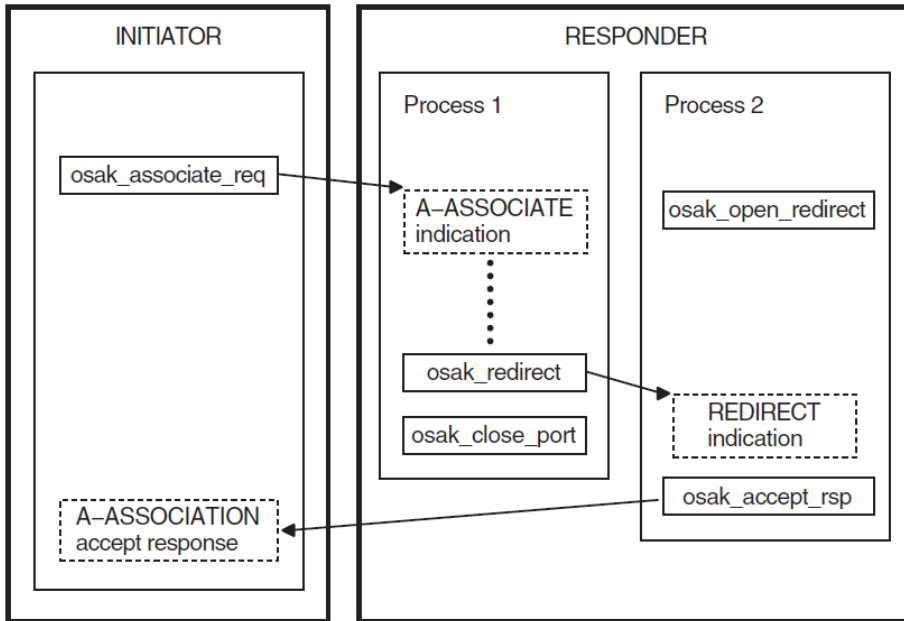 INITIATOR
RESPONDER
Process 1
Process 2
osak_associate_req
A–ASSOCIATE
indication
osak_open_redirect
osak_redirect
REDIRECT
indication
osak_close_port
osak_accept_rsp
A–ASSOCIATION
accept response